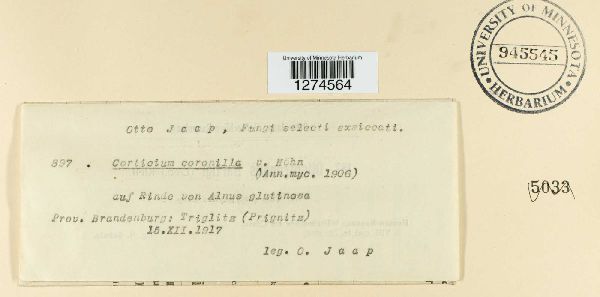 University of Minnesota Herbarium
1274564
UNIVERSITY OF MINNESOTA
945545
HERBARIUM
Otto Jaap, Fungi selecti exsiccati.
897. Corticium coronilla v. Höhn
(Ann.myc. 1906)
auf Rinde von Alnus glutinosa
Prov. Brandenburg: Triglitz (Prignitz)
15.XII.1917
leg. O. Jaap
5033